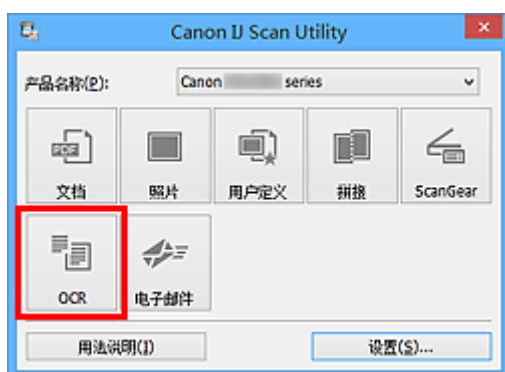 Canon IJ Scan Utility
产品名称(P): Canon series
文档 照片 用户定义 拼接 ScanGear
OCR 电子邮件
用法说明(I) 设置(S)...